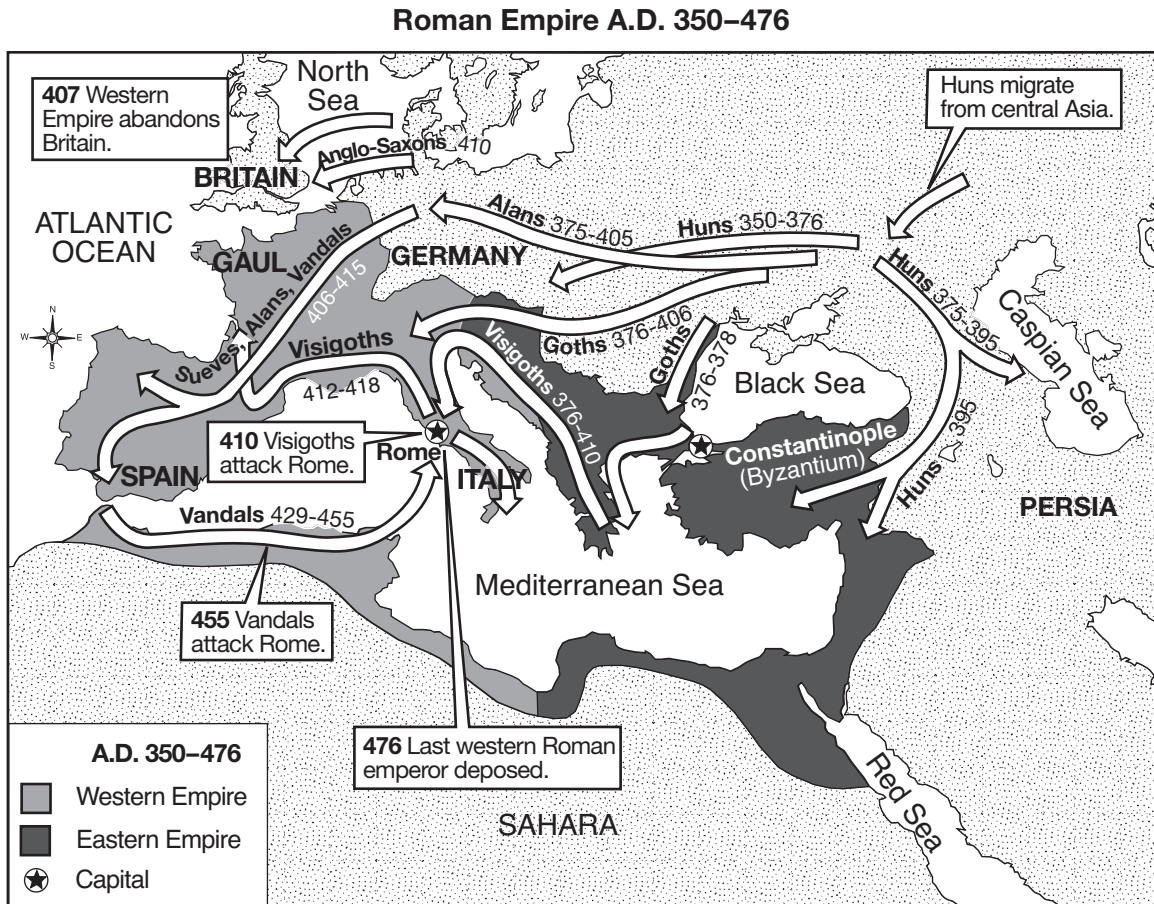 Roman Empire A.D. 350–476
407 Western
Empire abandons
Britain.
North
Sea
Huns migrate
from central Asia.
Anglo-Saxons 410
BRITAIN
ATLANTIC
OCEAN
Alans 375-405
Huns 350-376
GAUL
GERMANY
Sueves, Alans, Vandals
406-415
Huns 375-395
Caspian Sea
N
W
E
S
Visigoths
412-418
Visigoths 376-410
Goths 376-406
Goths
376-378
Black Sea
410 Visigoths
attack Rome.
Rome
Constantinople
(Byzantium)
Huns
395
SPAIN
ITALY
PERSIA
Vandals 429-455
Mediterranean Sea
455 Vandals
attack Rome.
476 Last western Roman
emperor deposed.
Red Sea
SAHARA
A.D. 350–476
Western Empire
Eastern Empire
Capital